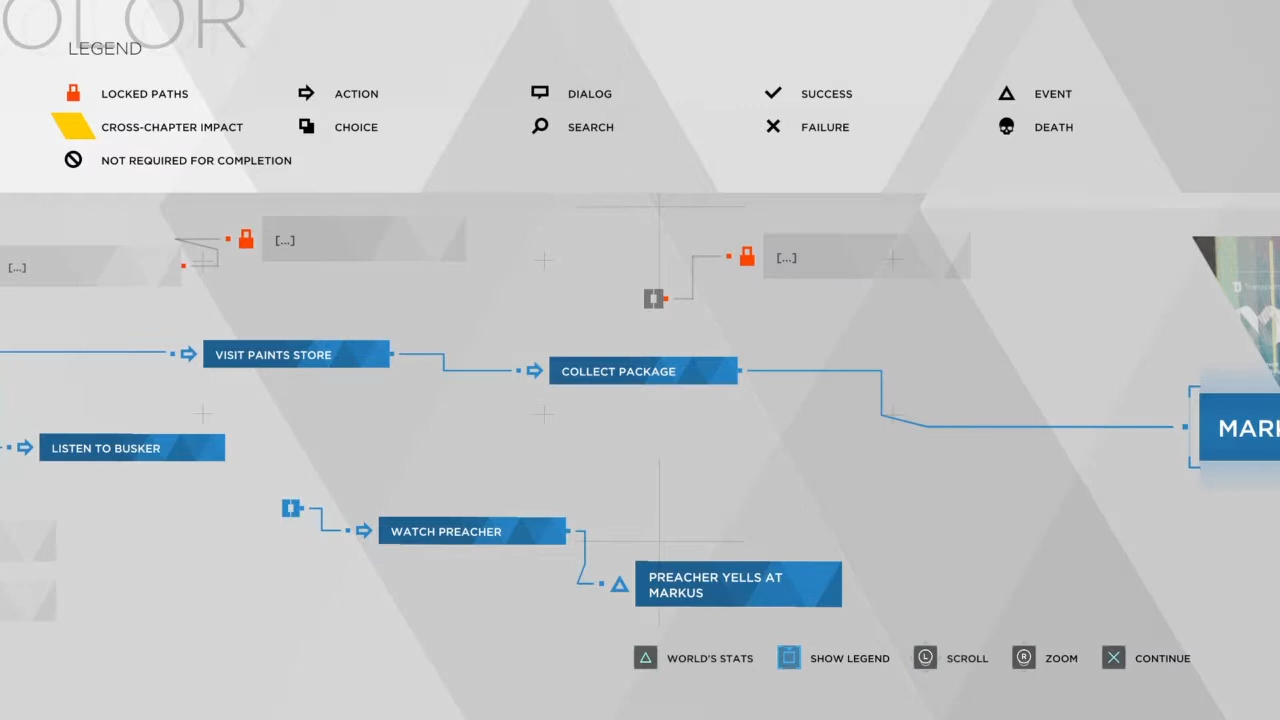 OLOR
LEGEND
LOCKED PATHS
ACTION
DIALOG
SUCCESS
EVENT
CROSS-CHAPTER IMPACT
CHOICE
SEARCH
FAILURE
DEATH
NOT REQUIRED FOR COMPLETION
[...]
[...]
[...]
VISIT PAINTS STORE
COLLECT PACKAGE
MARK
LISTEN TO BUSKER
WATCH PREACHER
PREACHER YELLS AT
MARKUS
WORLD'S STATS
SHOW LEGEND
L
SCROLL
R
ZOOM
CONTINUE